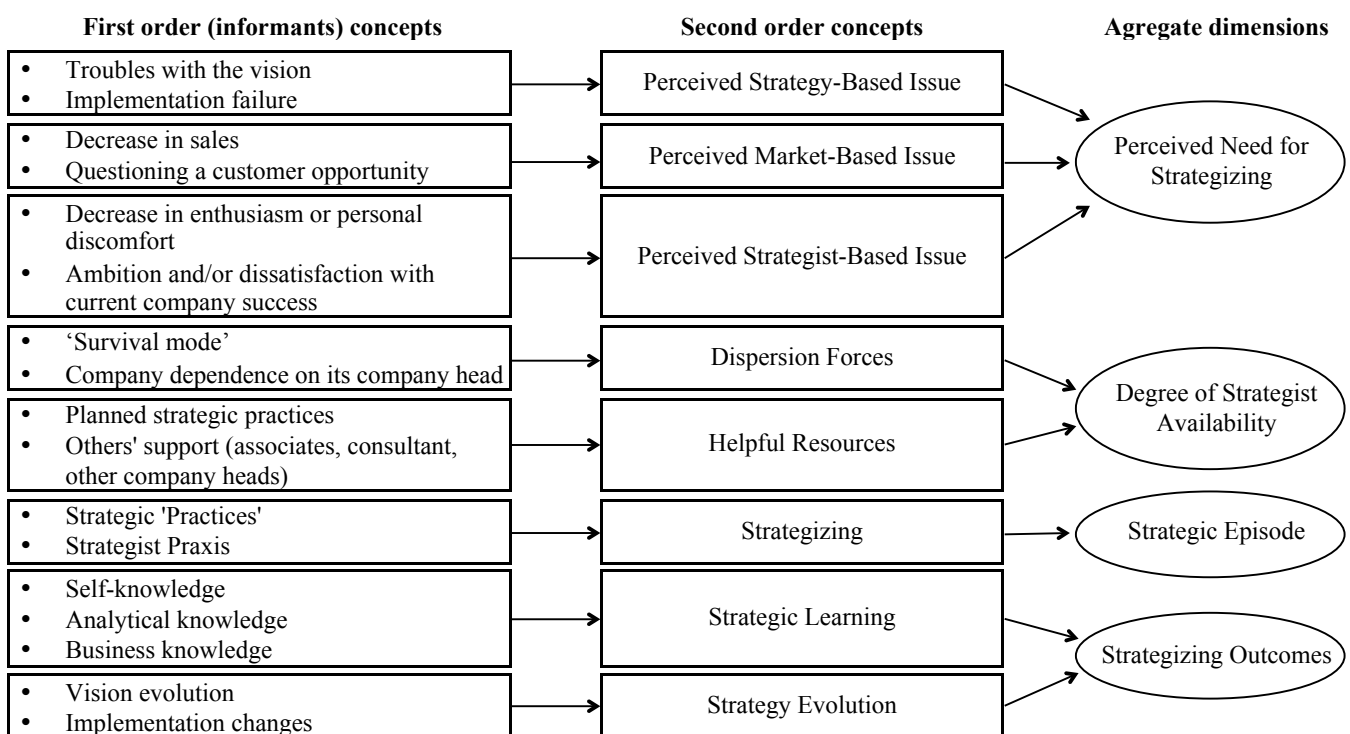 First order (informants) concepts
Second order concepts
Agregate dimensions
• Troubles with the vision
• Implementation failure
Perceived Strategy-Based Issue
• Decrease in sales
• Questioning a customer opportunity
Perceived Market-Based Issue
Perceived Need for
Strategizing
• Decrease in enthusiasm or personal
discomfort
• Ambition and/or dissatisfaction with
current company success
Perceived Strategist-Based Issue
• ‘Survival mode’
• Company dependence on its company head
Dispersion Forces
Degree of Strategist
Availability
• Planned strategic practices
• Others' support (associates, consultant,
other company heads)
Helpful Resources
• Strategic 'Practices'
• Strategist Praxis
Strategizing
Strategic Episode
• Self-knowledge
• Analytical knowledge
• Business knowledge
Strategic Learning
Strategizing Outcomes
• Vision evolution
• Implementation changes
Strategy Evolution